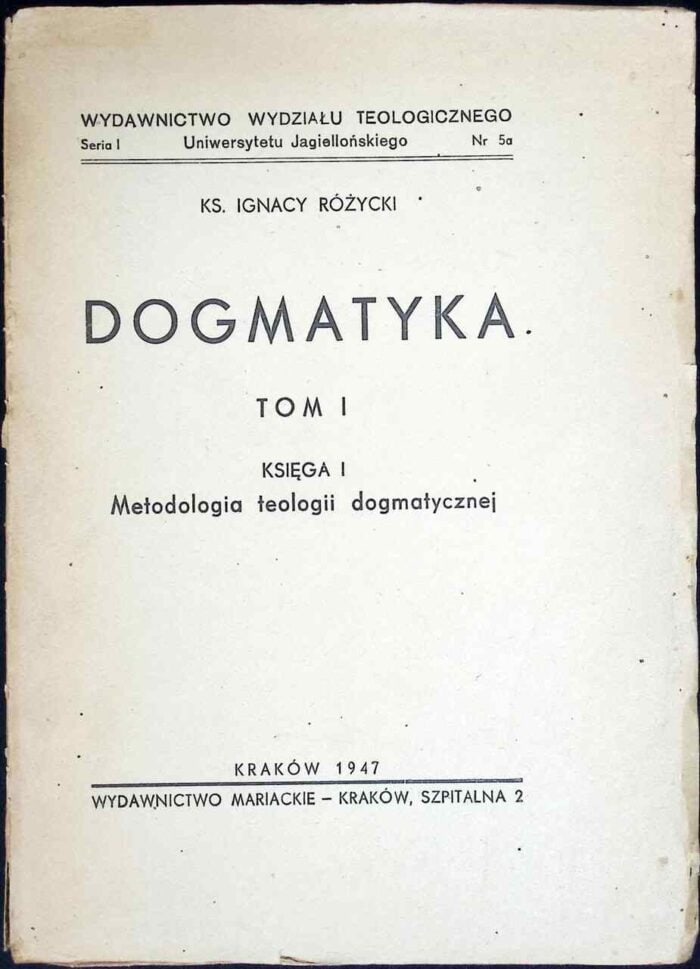 WYDAWNICTWO WYDZIAŁU TEOLOGICZNEGO
Seria I Uniwersytetu Jagiellońskiego Nr 5a
KS. IGNACY RÓŻYCKI
DOGMATYKA
TOM I
KSIĘGA I
Metodologia teologii dogmatycznej
KRAKÓW 1947
WYDAWNICTWO MARIACKIE – KRAKÓW, SZPITALNA 2